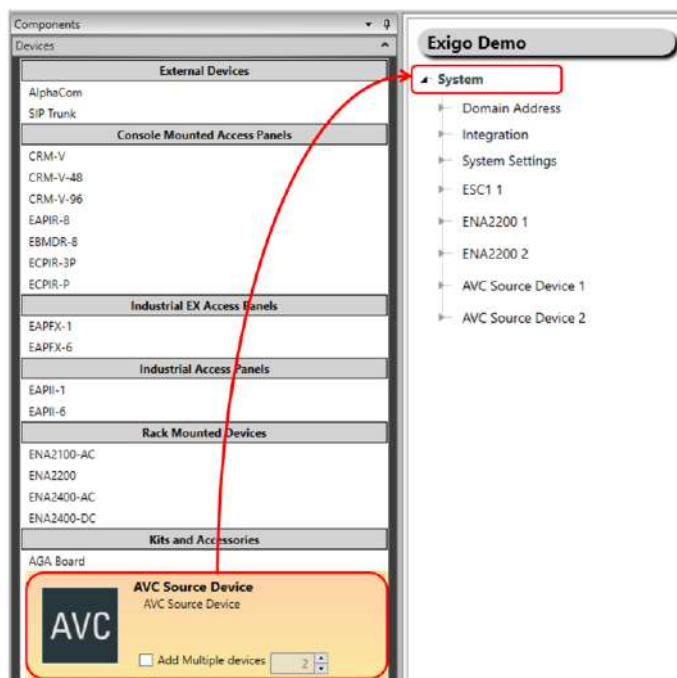 Components
Devices
External Devices
AlphaCom
SIP Trunk
Console Mounted Access Panels
CRM-V
CRM-V-48
CRM-V-96
EAPIR-8
EBMDR-8
ECPIR-3P
ECPIR-P
Industrial EX Access Panels
EAPFX-1
EAPFX-6
Industrial Access Panels
EAPII-1
EAPII-6
Rack Mounted Devices
ENA2100-AC
ENA2200
ENA2400-AC
ENA2400-DC
Kits and Accessories
AGA Board
AVC Source Device
AVC Source Device
AVC
Add Multiple devices 2
Exigo Demo
System
Domain Address
Integration
System Settings
ESC1 1
ENA2200 1
ENA2200 2
AVC Source Device 1
AVC Source Device 2